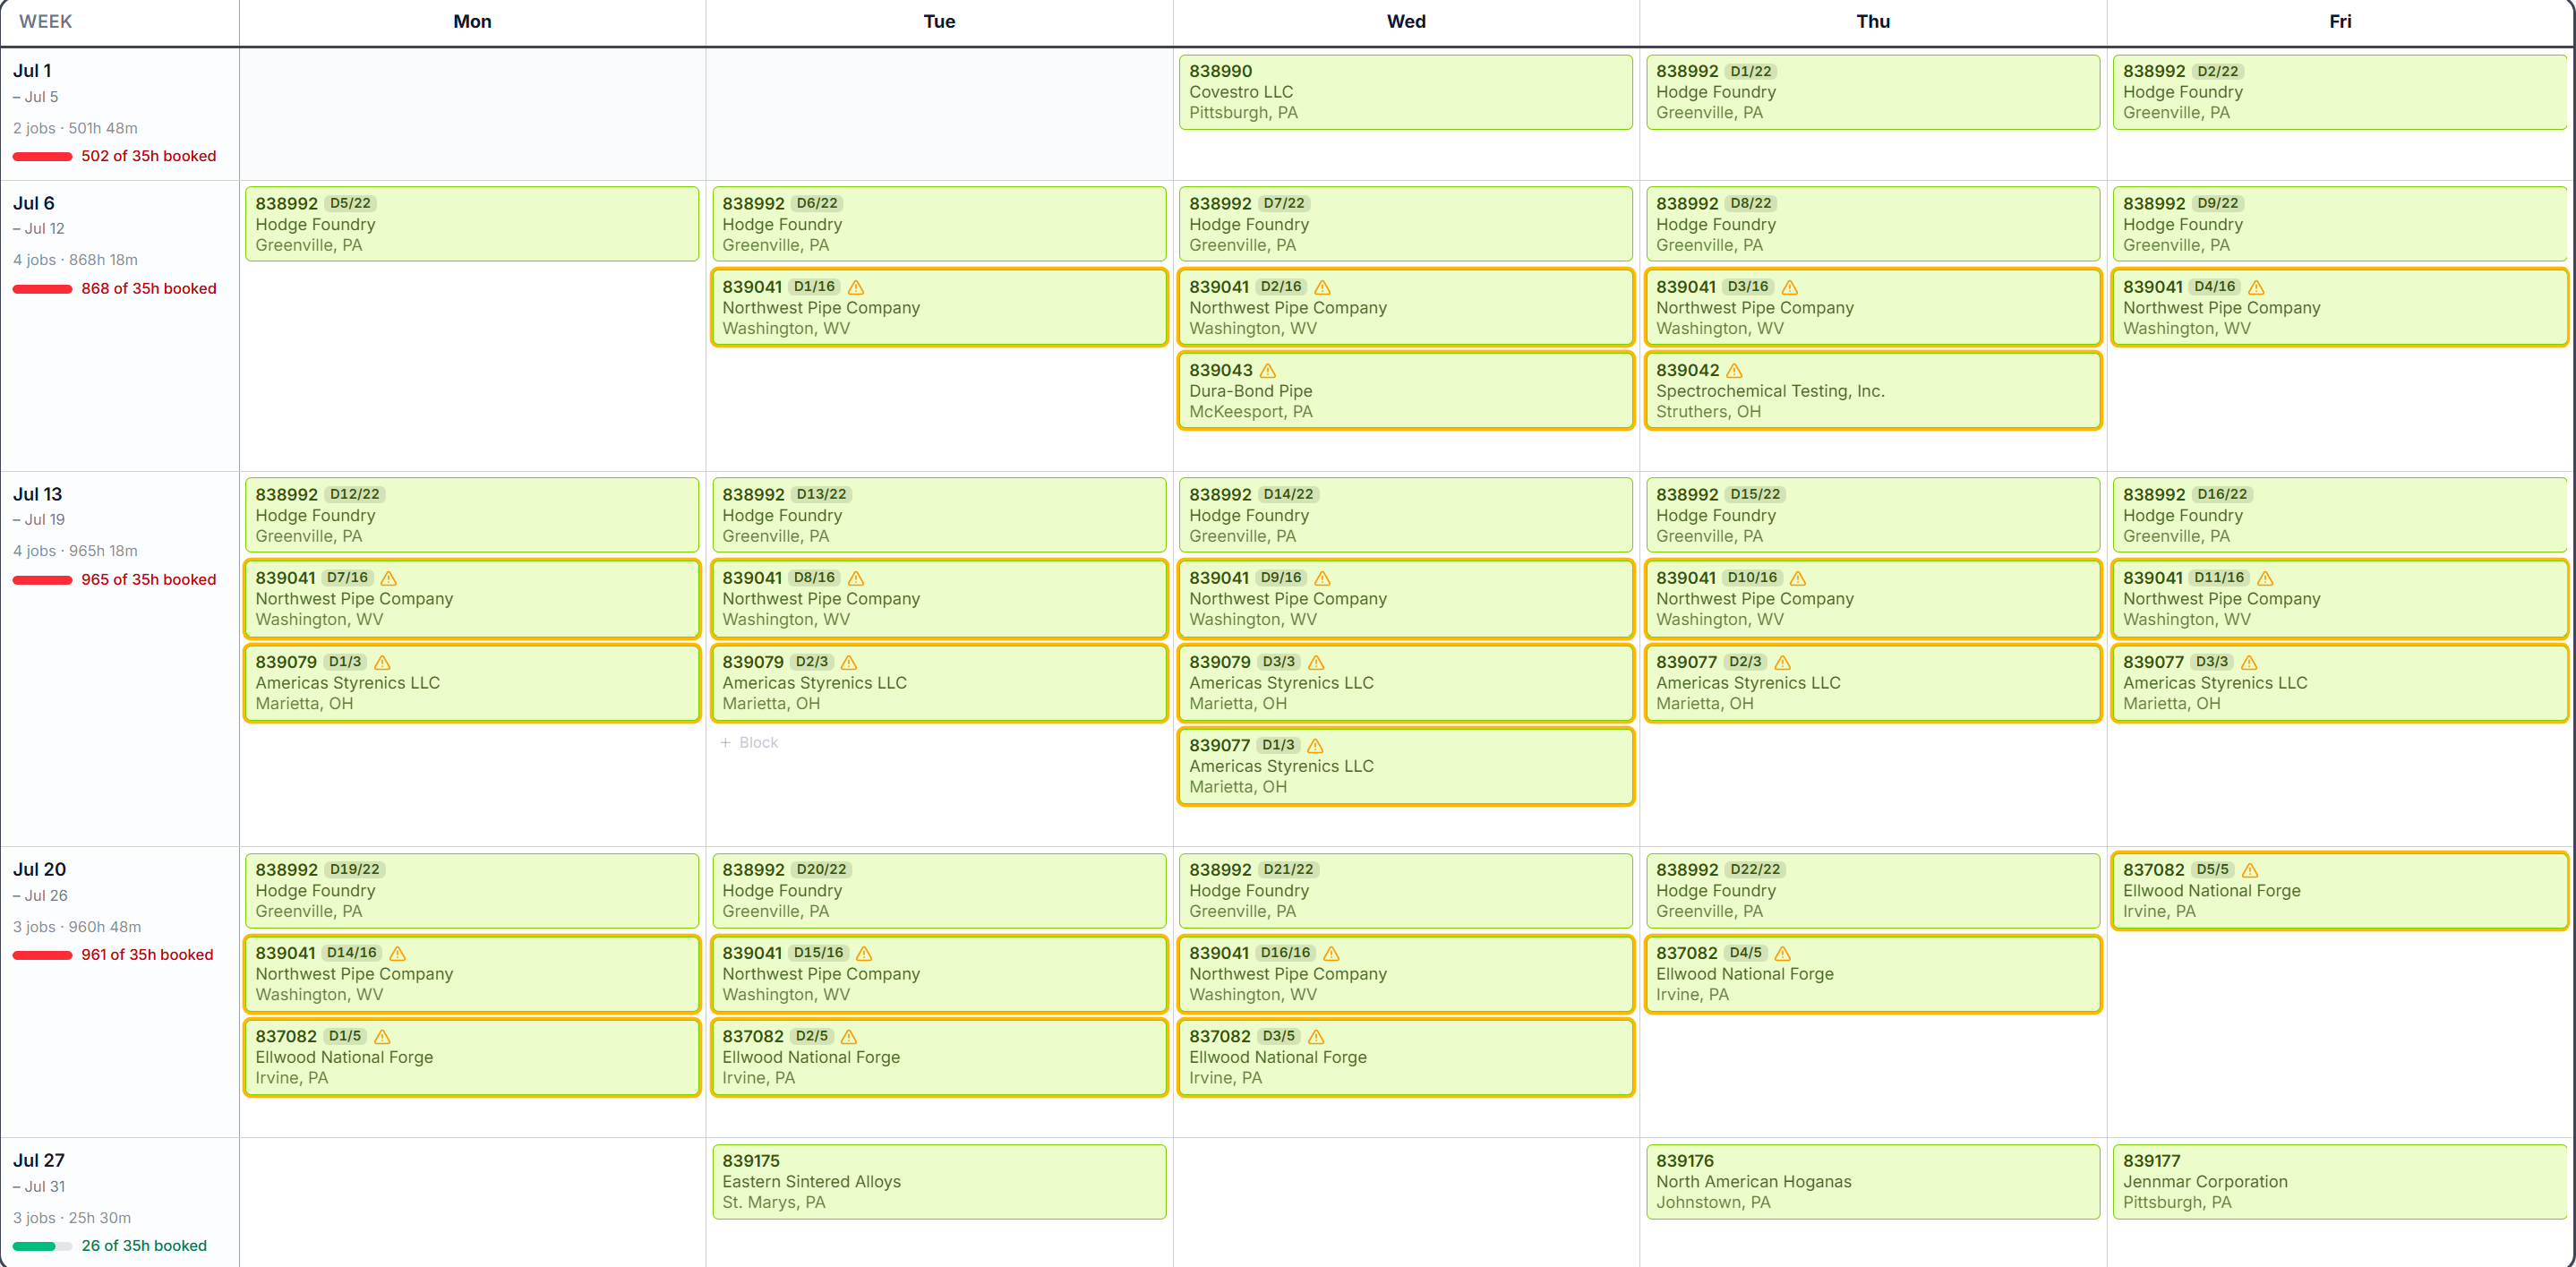 WEEK
Mon
Tue
Wed
Thu
Fri
Jul 1
– Jul 5
2 jobs · 501h 48m
502 of 35h booked
838990
Covestro LLC
Pittsburgh, PA
838992 D1/22
Hodge Foundry
Greenville, PA
838992 D2/22
Hodge Foundry
Greenville, PA
Jul 6
– Jul 12
4 jobs · 868h 18m
868 of 35h booked
838992 D5/22
Hodge Foundry
Greenville, PA
838992 D6/22
Hodge Foundry
Greenville, PA
839041 D1/16
Northwest Pipe Company
Washington, WV
838992 D7/22
Hodge Foundry
Greenville, PA
839041 D2/16
Northwest Pipe Company
Washington, WV
839043
Dura-Bond Pipe
McKeesport, PA
838992 D8/22
Hodge Foundry
Greenville, PA
839041 D3/16
Northwest Pipe Company
Washington, WV
839042
Spectrochemical Testing, Inc.
Struthers, OH
838992 D9/22
Hodge Foundry
Greenville, PA
839041 D4/16
Northwest Pipe Company
Washington, WV
Jul 13
– Jul 19
4 jobs · 965h 18m
965 of 35h booked
838992 D12/22
Hodge Foundry
Greenville, PA
839041 D7/16
Northwest Pipe Company
Washington, WV
839079 D1/3
Americas Styrenics LLC
Marietta, OH
838992 D13/22
Hodge Foundry
Greenville, PA
839041 D8/16
Northwest Pipe Company
Washington, WV
839079 D2/3
Americas Styrenics LLC
Marietta, OH
+ Block
838992 D14/22
Hodge Foundry
Greenville, PA
839041 D9/16
Northwest Pipe Company
Washington, WV
839079 D3/3
Americas Styrenics LLC
Marietta, OH
839077 D1/3
Americas Styrenics LLC
Marietta, OH
838992 D15/22
Hodge Foundry
Greenville, PA
839041 D10/16
Northwest Pipe Company
Washington, WV
839077 D2/3
Americas Styrenics LLC
Marietta, OH
838992 D16/22
Hodge Foundry
Greenville, PA
839041 D11/16
Northwest Pipe Company
Washington, WV
839077 D3/3
Americas Styrenics LLC
Marietta, OH
Jul 20
– Jul 26
3 jobs · 960h 48m
961 of 35h booked
838992 D19/22
Hodge Foundry
Greenville, PA
839041 D14/16
Northwest Pipe Company
Washington, WV
837082 D1/5
Ellwood National Forge
Irvine, PA
838992 D20/22
Hodge Foundry
Greenville, PA
839041 D15/16
Northwest Pipe Company
Washington, WV
837082 D2/5
Ellwood National Forge
Irvine, PA
838992 D21/22
Hodge Foundry
Greenville, PA
839041 D16/16
Northwest Pipe Company
Washington, WV
837082 D3/5
Ellwood National Forge
Irvine, PA
838992 D22/22
Hodge Foundry
Greenville, PA
837082 D4/5
Ellwood National Forge
Irvine, PA
837082 D5/5
Ellwood National Forge
Irvine, PA
Jul 27
– Jul 31
3 jobs · 25h 30m
26 of 35h booked
839175
Eastern Sintered Alloys
St. Marys, PA
839176
North American Hoganas
Johnstown, PA
839177
Jennmar Corporation
Pittsburgh, PA